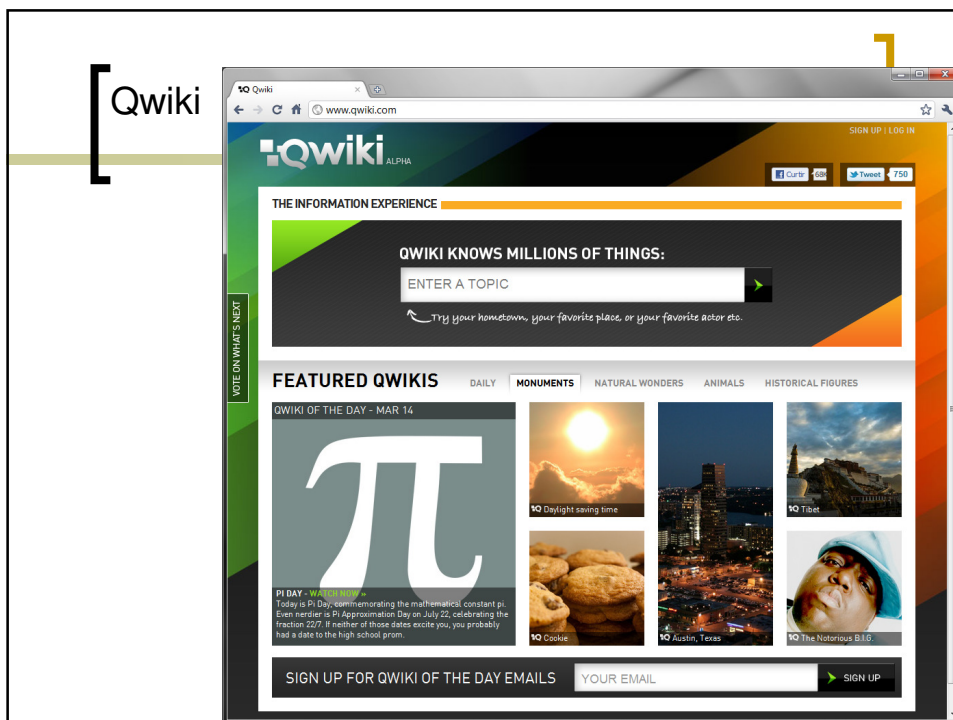 Qwiki
Qwiki
www.qwiki.com
SIGN UP | LOG IN
Qwiki ALPHA
Curtir 68K
Tweet 750
THE INFORMATION EXPERIENCE
QWIKI KNOWS MILLIONS OF THINGS:
ENTER A TOPIC
Try your hometown, your favorite place, or your favorite actor etc.
VOTE ON WHAT'S NEXT
FEATURED QWIKIS
DAILY MONUMENTS NATURAL WONDERS ANIMALS HISTORICAL FIGURES
QWIKI OF THE DAY - MAR 14
π
PI DAY - WATCH NOW »
Today is Pi Day, commemorating the mathematical constant pi.
Even nerdier is Pi Approximation Day on July 22, celebrating the
fraction 22/7. If neither of those dates excite you, you probably
had a date to the high school prom.
Daylight saving time
Cookie
Austin, Texas
Tibet
The Notorious B.I.G.
SIGN UP FOR QWIKI OF THE DAY EMAILS
YOUR EMAIL
SIGN UP